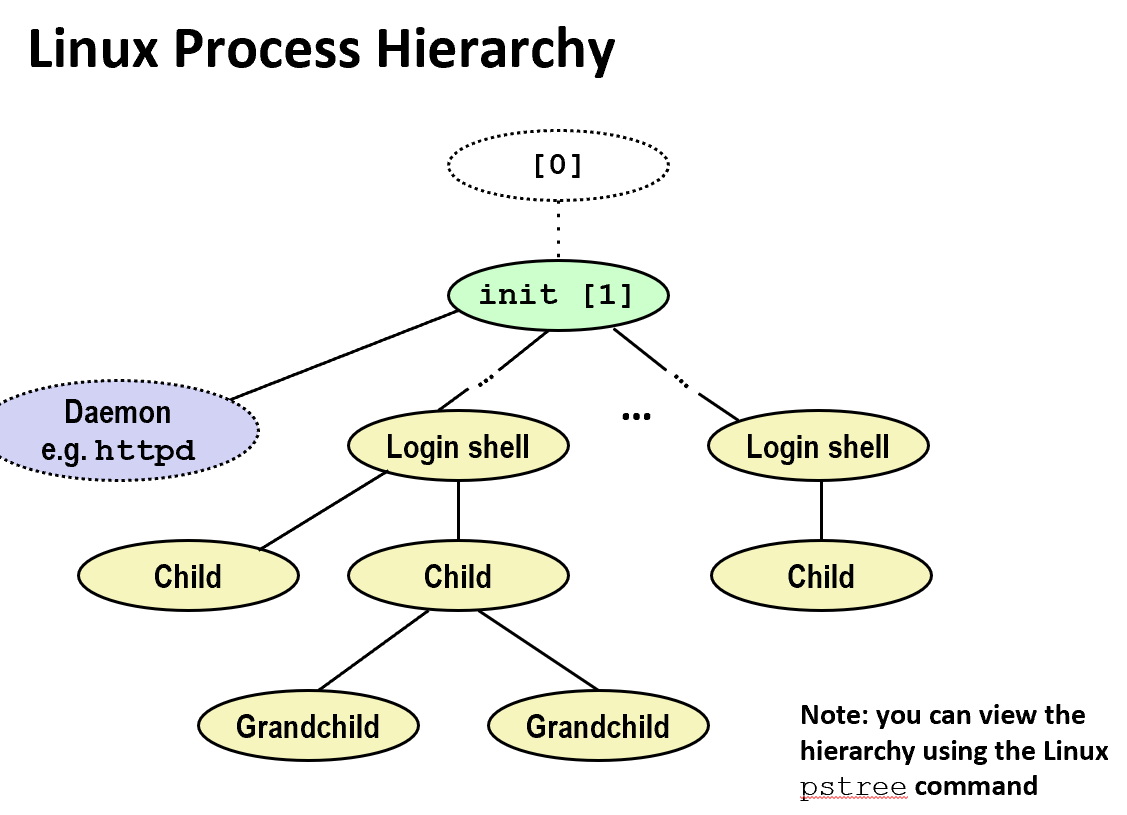 Linux Process Hierarchy
[0]
init [1]
Daemon
e.g. httpd
Login shell
...
Login shell
Child
Child
Child
Grandchild
Grandchild
Note: you can view the
hierarchy using the Linux
pstree command